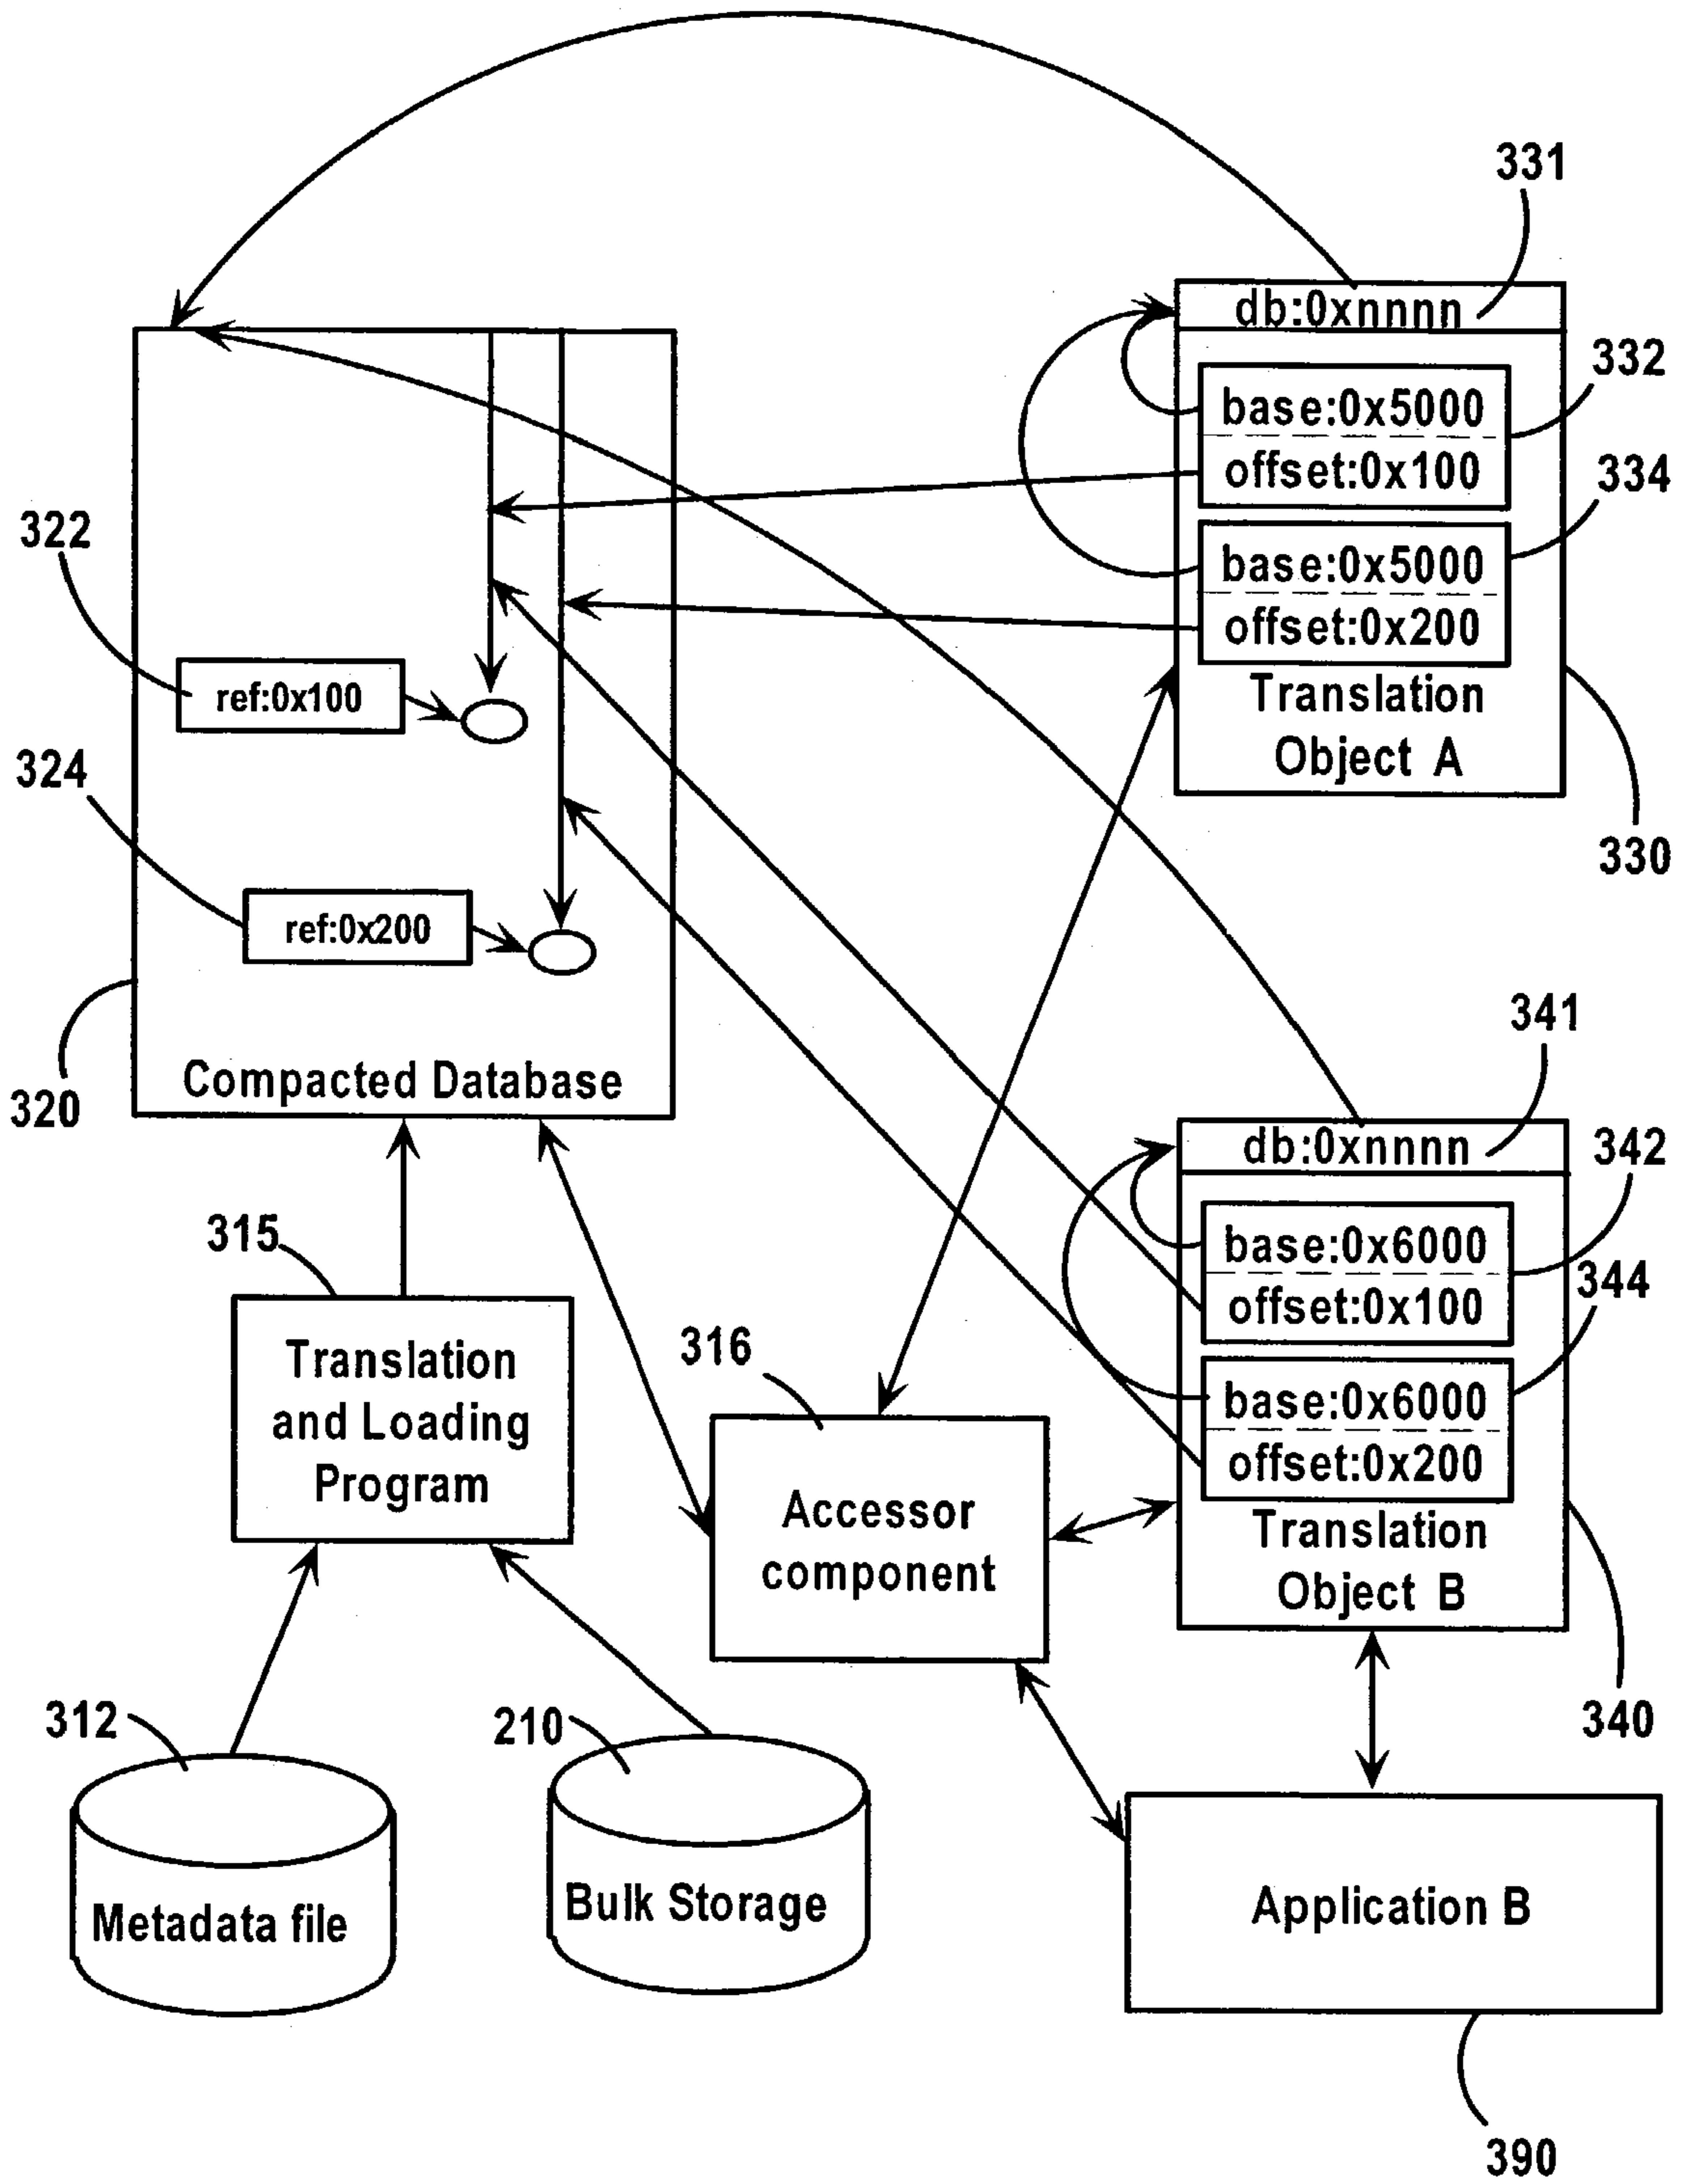 331
db:0xnnnn
332
base:0x5000
offset:0x100
334
base:0x5000
offset:0x200
Translation
Object A
330
322
ref:0x100
324
ref:0x200
Compacted Database
320
341
db:0xnnnn
342
base:0x6000
offset:0x100
344
base:0x6000
offset:0x200
Translation
Object B
340
315
Translation
and Loading
Program
316
Accessor
component
312
Metadata file
210
Bulk Storage
Application B
390